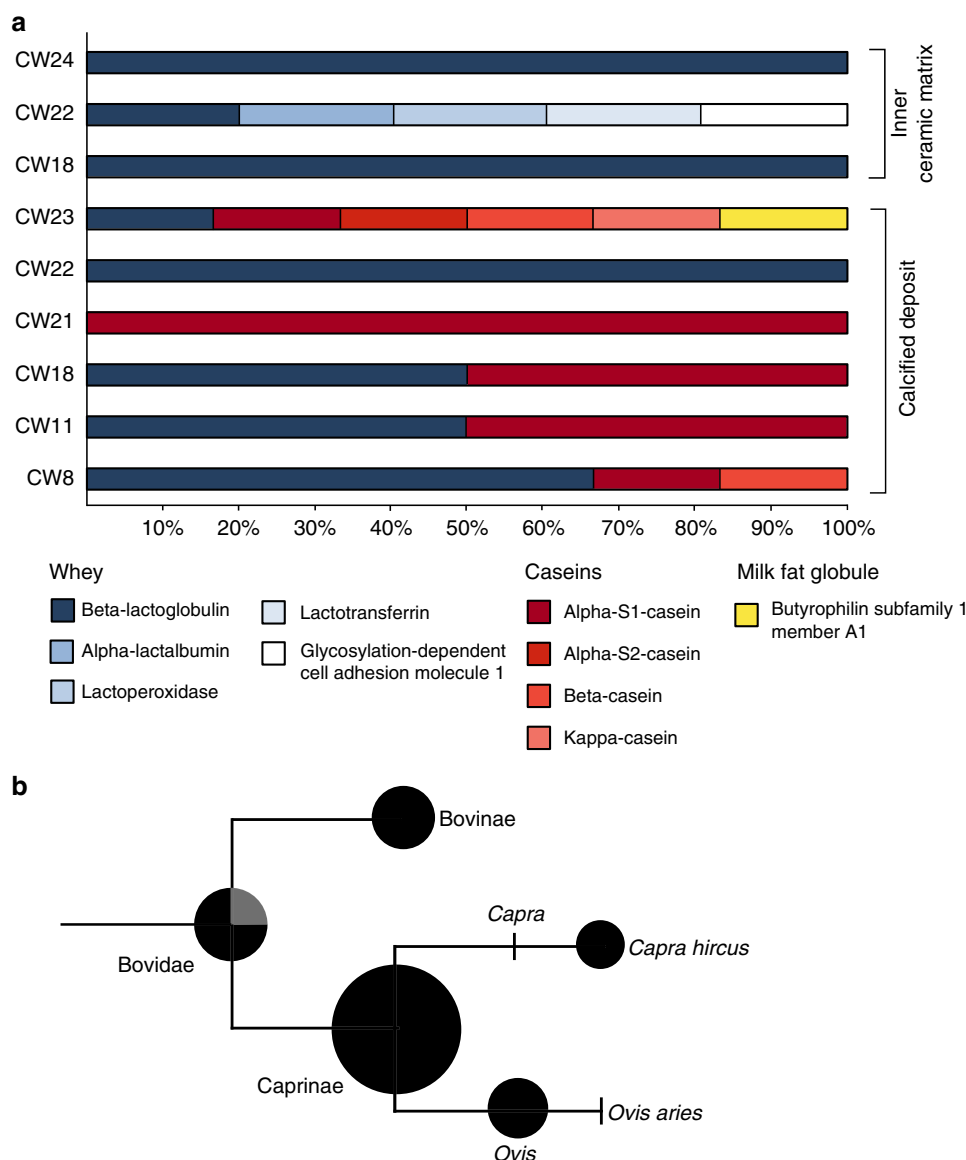 a
CW24
CW22
CW18
CW23
CW22
CW21
CW18
CW11
CW8
Inner
ceramic matrix
Calcified deposit
10% 20% 30% 40% 50% 60% 70% 80% 90% 100%
Whey
Beta-lactoglobulin
Alpha-lactalbumin
Lactoperoxidase
Lactotransferrin
Glycosylation-dependent
cell adhesion molecule 1
Caseins
Alpha-S1-casein
Alpha-S2-casein
Beta-casein
Kappa-casein
Milk fat globule
Butyrophilin subfamily 1
member A1
b
Bovinae
Capra
Capra hircus
Bovidae
Caprinae
Ovis aries
Ovis